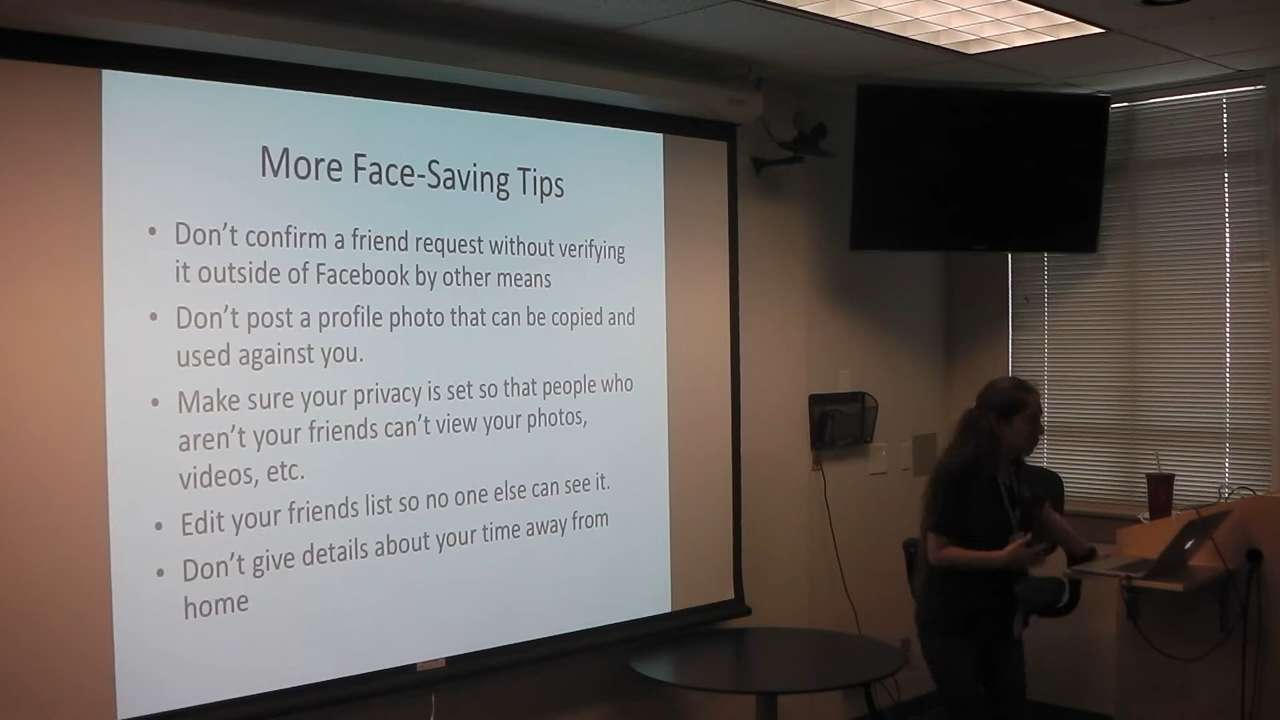 More Face-Saving Tips
• Don't confirm a friend request without verifying
it outside of Facebook by other means
• Don't post a profile photo that can be copied and
used against you.
• Make sure your privacy is set so that people who
aren't your friends can't view your photos,
videos, etc.
• Edit your friends list so no one else can see it.
• Don't give details about your time away from
home